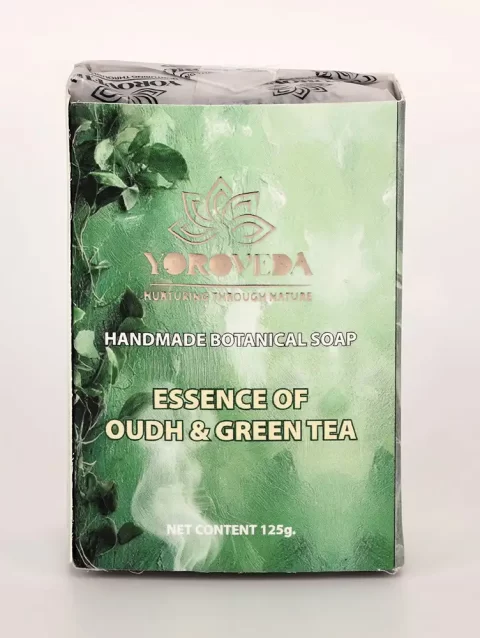 YOROVEDA
NURTURING THROUGH NATURE
HANDMADE BOTANICAL SOAP
ESSENCE OF
OUDH & GREEN TEA
NET CONTENT 125g.